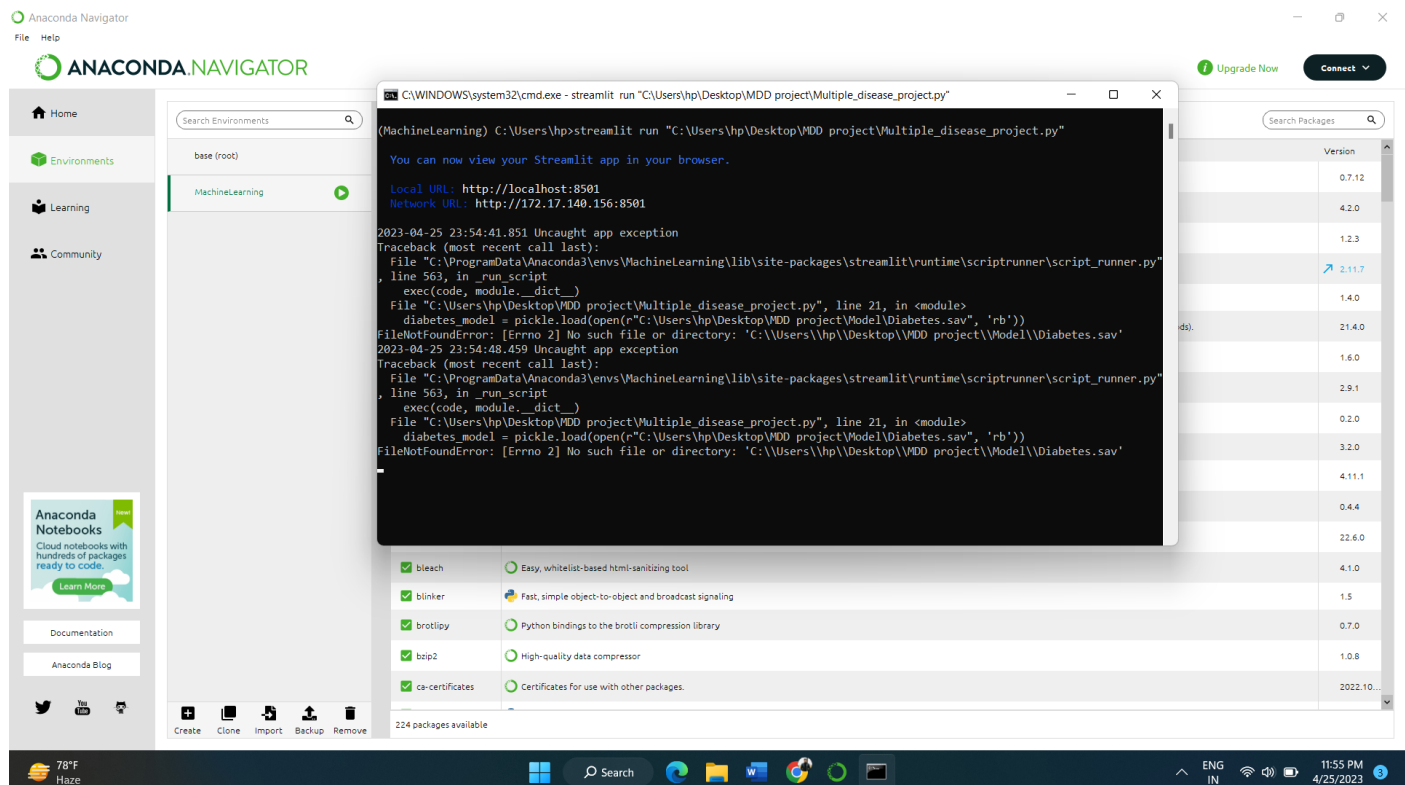 Anaconda Navigator
File Help
ANACONDA.NAVIGATOR
Upgrade Now
Connect
Home
Environments
Learning
Community
Anaconda Notebooks
New!
Cloud notebooks with
hundreds of packages
ready to code.
Learn More
Documentation
Anaconda Blog
You
Tube
Search Environments
base (root)
MachineLearning
Create Clone Import Backup Remove
C:\WINDOWS\system32\cmd.exe - streamlit run "C:\Users\hp\Desktop\MDD project\Multiple_disease_project.py"
(MachineLearning) C:\Users\hp>streamlit run "C:\Users\hp\Desktop\MDD project\Multiple_disease_project.py"
You can now view your Streamlit app in your browser.
Local URL: http://localhost:8501
Network URL: http://172.17.140.156:8501
2023-04-25 23:54:41.851 Uncaught app exception
Traceback (most recent call last):
File "C:\ProgramData\Anaconda3\envs\MachineLearning\lib\site-packages\streamlit\runtime\scriptrunner\script_runner.py"
, line 563, in _run_script
exec(code, module.__dict__)
File "C:\Users\hp\Desktop\MDD project\Multiple_disease_project.py", line 21, in <module>
diabetes_model = pickle.load(open(r"C:\Users\hp\Desktop\MDD project\Model\Diabetes.sav", 'rb'))
FileNotFoundError: [Errno 2] No such file or directory: 'C:\\Users\\hp\\Desktop\\MDD project\\Model\\Diabetes.sav'
2023-04-25 23:54:48.459 Uncaught app exception
Traceback (most recent call last):
File "C:\ProgramData\Anaconda3\envs\MachineLearning\lib\site-packages\streamlit\runtime\scriptrunner\script_runner.py"
, line 563, in _run_script
exec(code, module.__dict__)
File "C:\Users\hp\Desktop\MDD project\Multiple_disease_project.py", line 21, in <module>
diabetes_model = pickle.load(open(r"C:\Users\hp\Desktop\MDD project\Model\Diabetes.sav", 'rb'))
FileNotFoundError: [Errno 2] No such file or directory: 'C:\\Users\\hp\\Desktop\\MDD project\\Model\\Diabetes.sav'
Search Packages
Version
0.7.12
4.2.0
1.2.3
2.11.7
1.4.0
ds). 21.4.0
1.6.0
2.9.1
0.2.0
3.2.0
4.11.1
0.4.4
22.6.0
bleach Easy, whitelist-based html-sanitizing tool 4.1.0
blinker Fast, simple object-to-object and broadcast signaling 1.5
brotlipy Python bindings to the brotli compression library 0.7.0
bzip2 High-quality data compressor 1.0.8
ca-certificates Certificates for use with other packages. 2022.10...
224 packages available
78°F
Haze
Search
ENG
IN
11:55 PM
4/25/2023
3